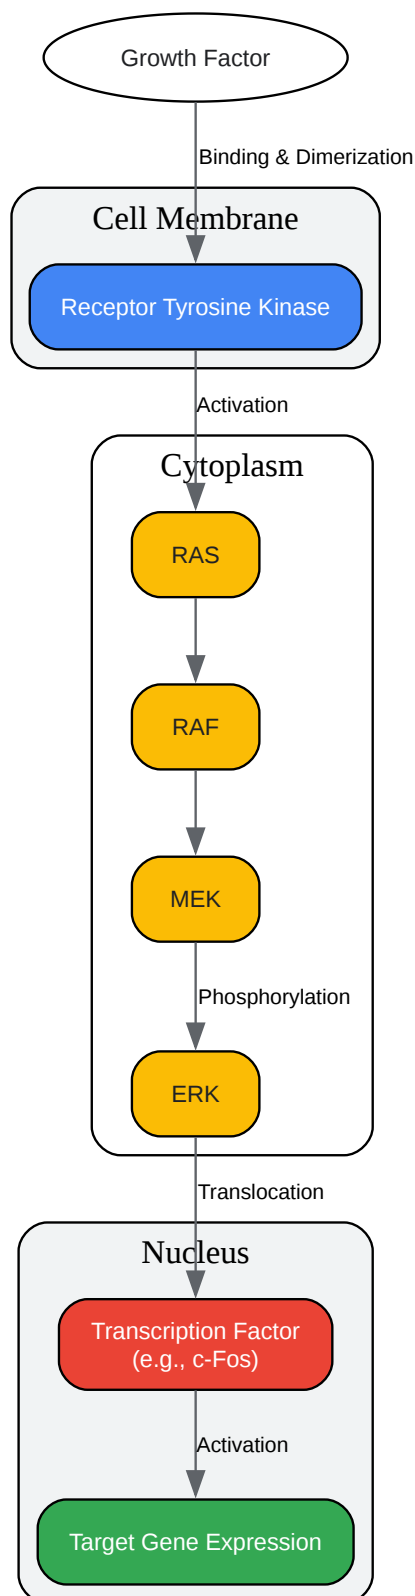 Growth Factor
Binding & Dimerization
Cell Membrane
Receptor Tyrosine Kinase
Activation
Cytoplasm
RAS
RAF
MEK
Phosphorylation
ERK
Translocation
Nucleus
Transcription Factor
(e.g., c-Fos)
Activation
Target Gene Expression